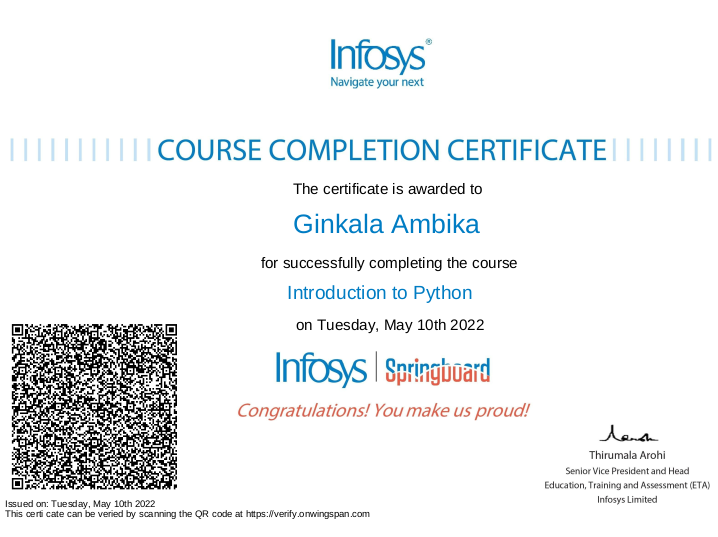 Infosys®
Navigate your next
COURSE COMPLETION CERTIFICATE
The certificate is awarded to
Ginkala Ambika
for successfully completing the course
Introduction to Python
on Tuesday, May 10th 2022
Infosys | Springboard
Congratulations! You make us proud!
Thirumala Arohi
Senior Vice President and Head
Education, Training and Assessment (ETA)
Infosys Limited
Issued on: Tuesday, May 10th 2022
This certi cate can be veried by scanning the QR code at https://verify.onwingspan.com